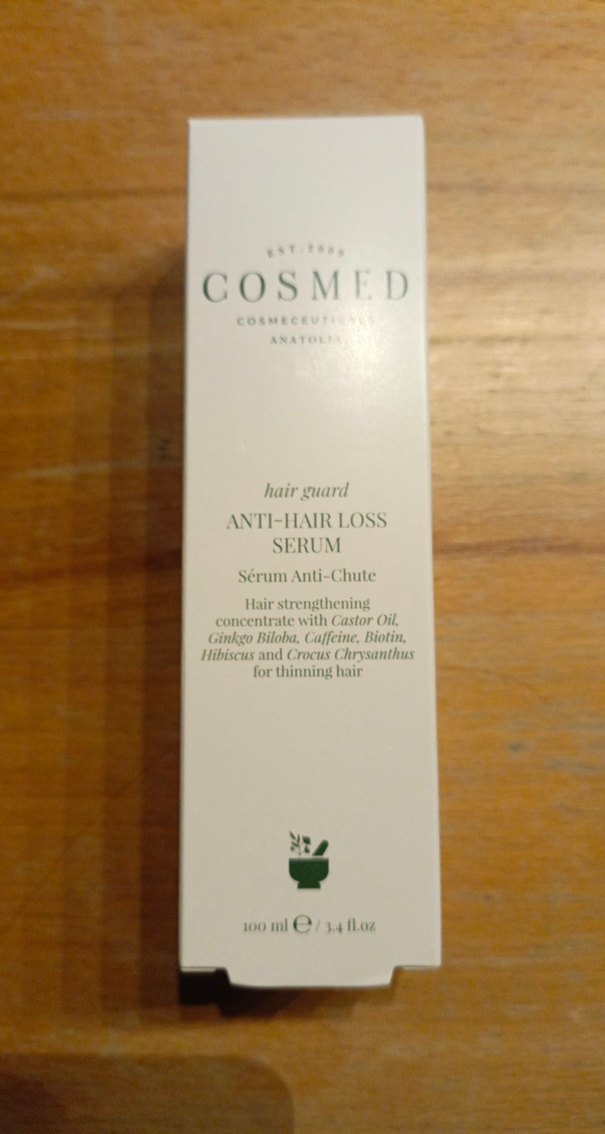 EST. 2009
COSMED
COSMECEUTICALS
ANATOLIA
hair guard
ANTI-HAIR LOSS
SERUM
Sérum Anti-Chute
Hair strengthening
concentrate with Castor Oil,
Ginkgo Biloba, Caffeine, Biotin,
Hibiscus and Crocus Chrysanthus
for thinning hair
100 ml ℮ / 3.4 fl.oz